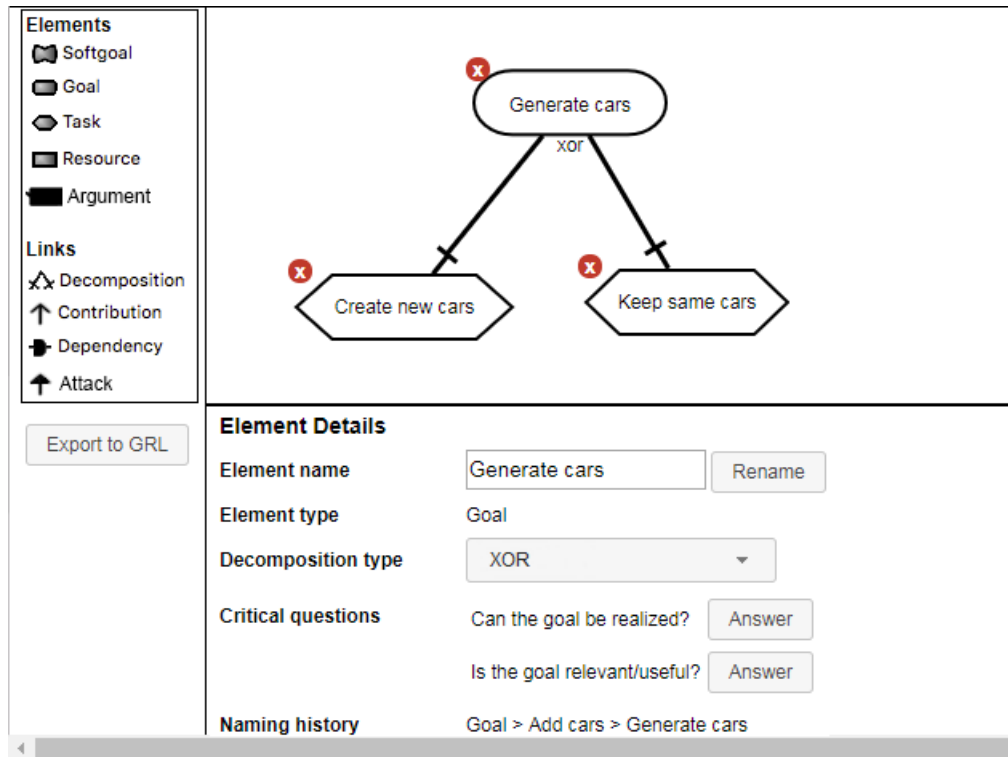 Elements
Softgoal
Goal
Task
Resource
Argument
Links
Decomposition
Contribution
Dependency
Attack
Export to GRL
x
Generate cars
xor
x
Create new cars
x
Keep same cars
Element Details
Element name Generate cars Rename
Element type Goal
Decomposition type XOR
Critical questions Can the goal be realized? Answer
Is the goal relevant/useful? Answer
Naming history Goal > Add cars > Generate cars